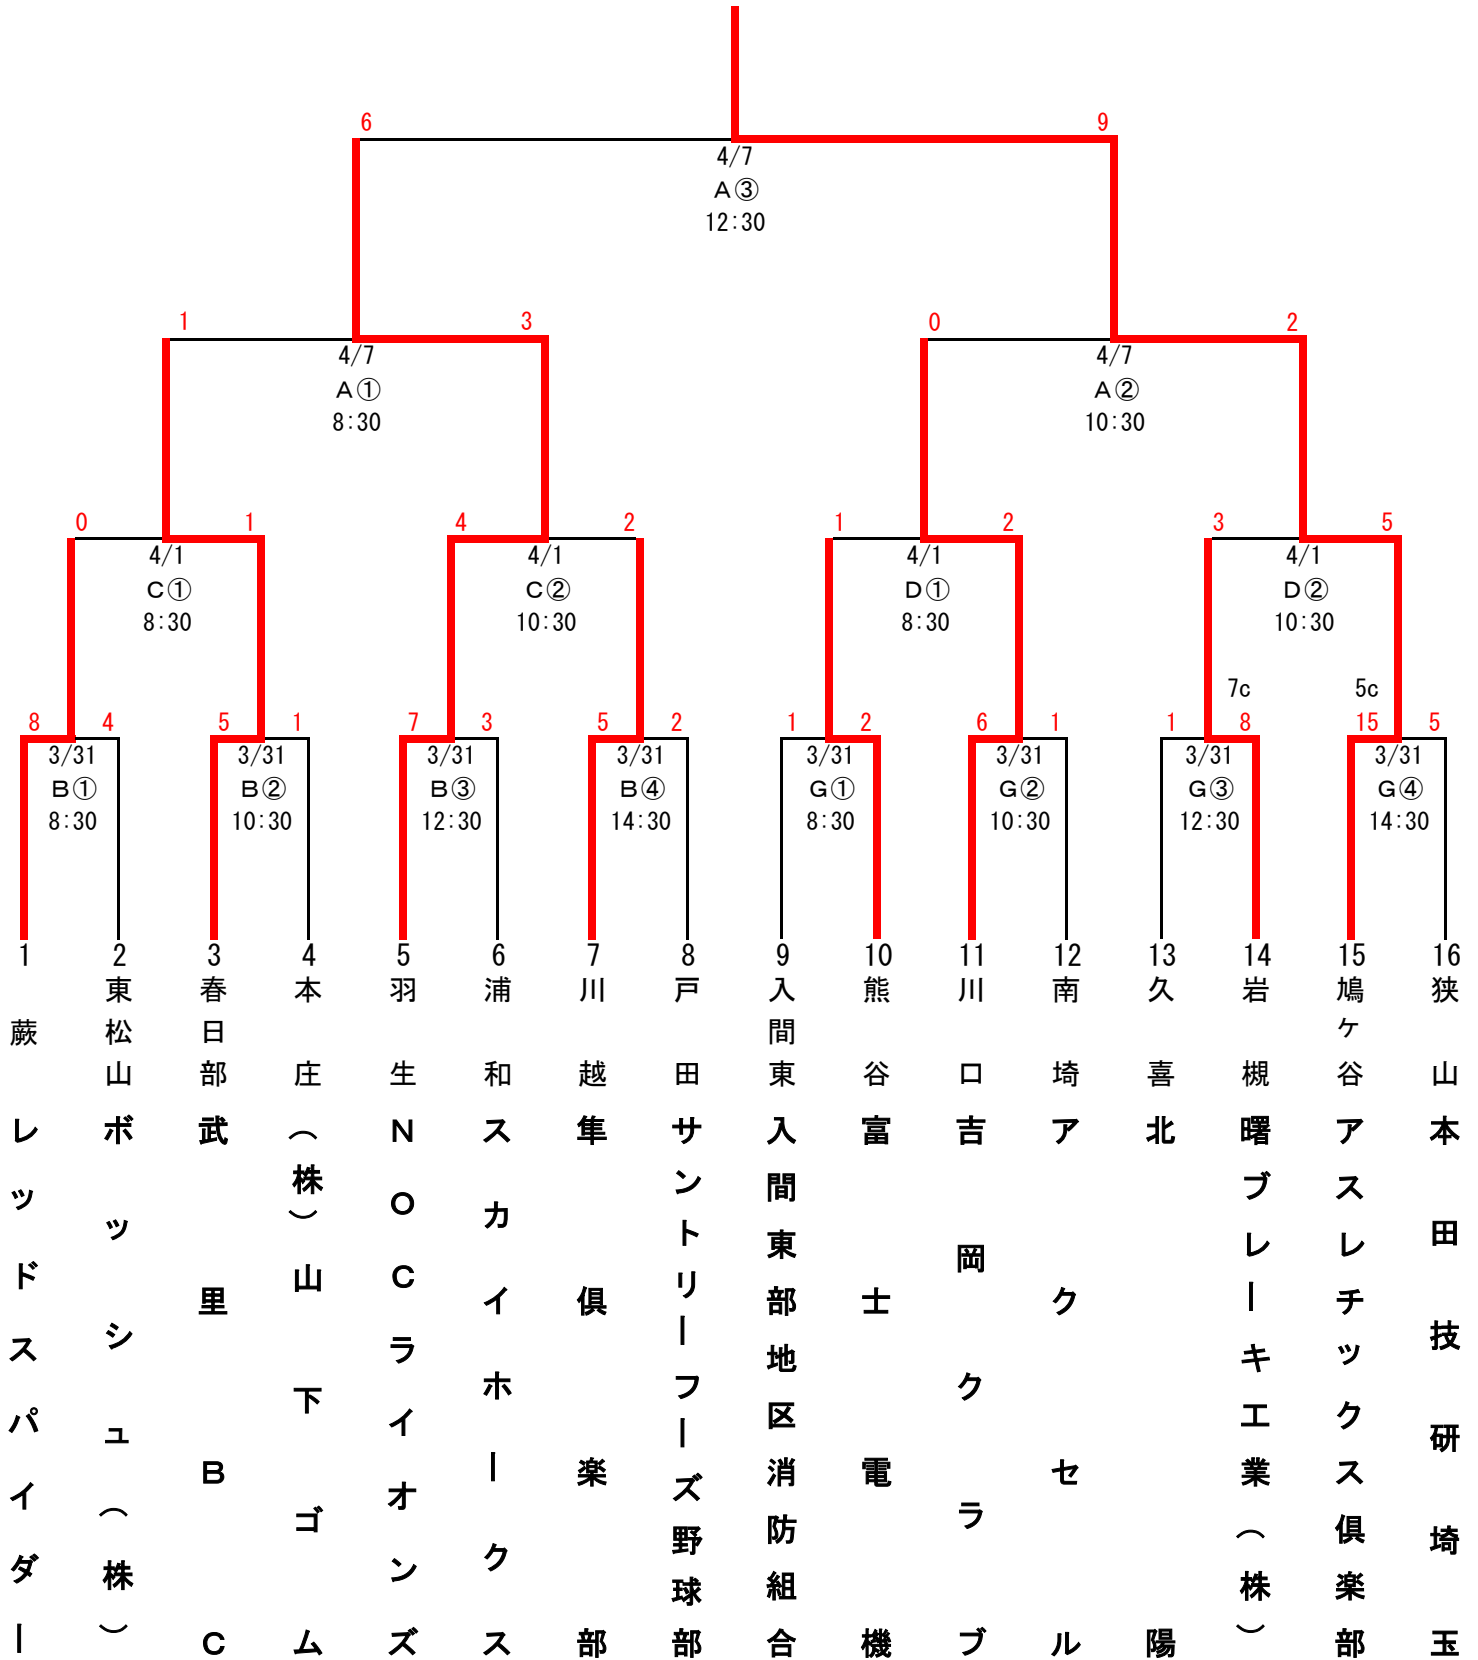 6 9
4/7
A③
12:30
1 3 0 2
4/7 4/7
A① A②
8:30 10:30
0 1 4 2 1 2 3 5
4/1 4/1 4/1 4/1
C① C② D① D②
8:30 10:30 8:30 10:30
7c 5c
8 4 5 1 7 3 5 2 1 2 6 1 1 8 15 5
3/31 3/31 3/31 3/31 3/31 3/31 3/31 3/31
B① B② B③ B④ G① G② G③ G④
8:30 10:30 12:30 14:30 8:30 10:30 12:30 14:30
1 2 3 4 5 6 7 8 9 10 11 12 13 14 15 16
蕨
レッドスパイダー
東松山
ボッシュ(株)
春日部
武里BC
本庄
(株)山下ゴム
羽生
NOCライオンズ
浦和
スカイホークス
川越
隼倶楽部
戸田
サントリーフーズ野球部
入間東
入間東部地区消防組合
熊谷
富士電機
川口
吉岡クラブ
南埼
アクセル
久喜
北陽
岩槻
曙ブレーキ工業(株)
鳩ケ谷
アスレチックス倶楽部
狭山
本田技研埼玉